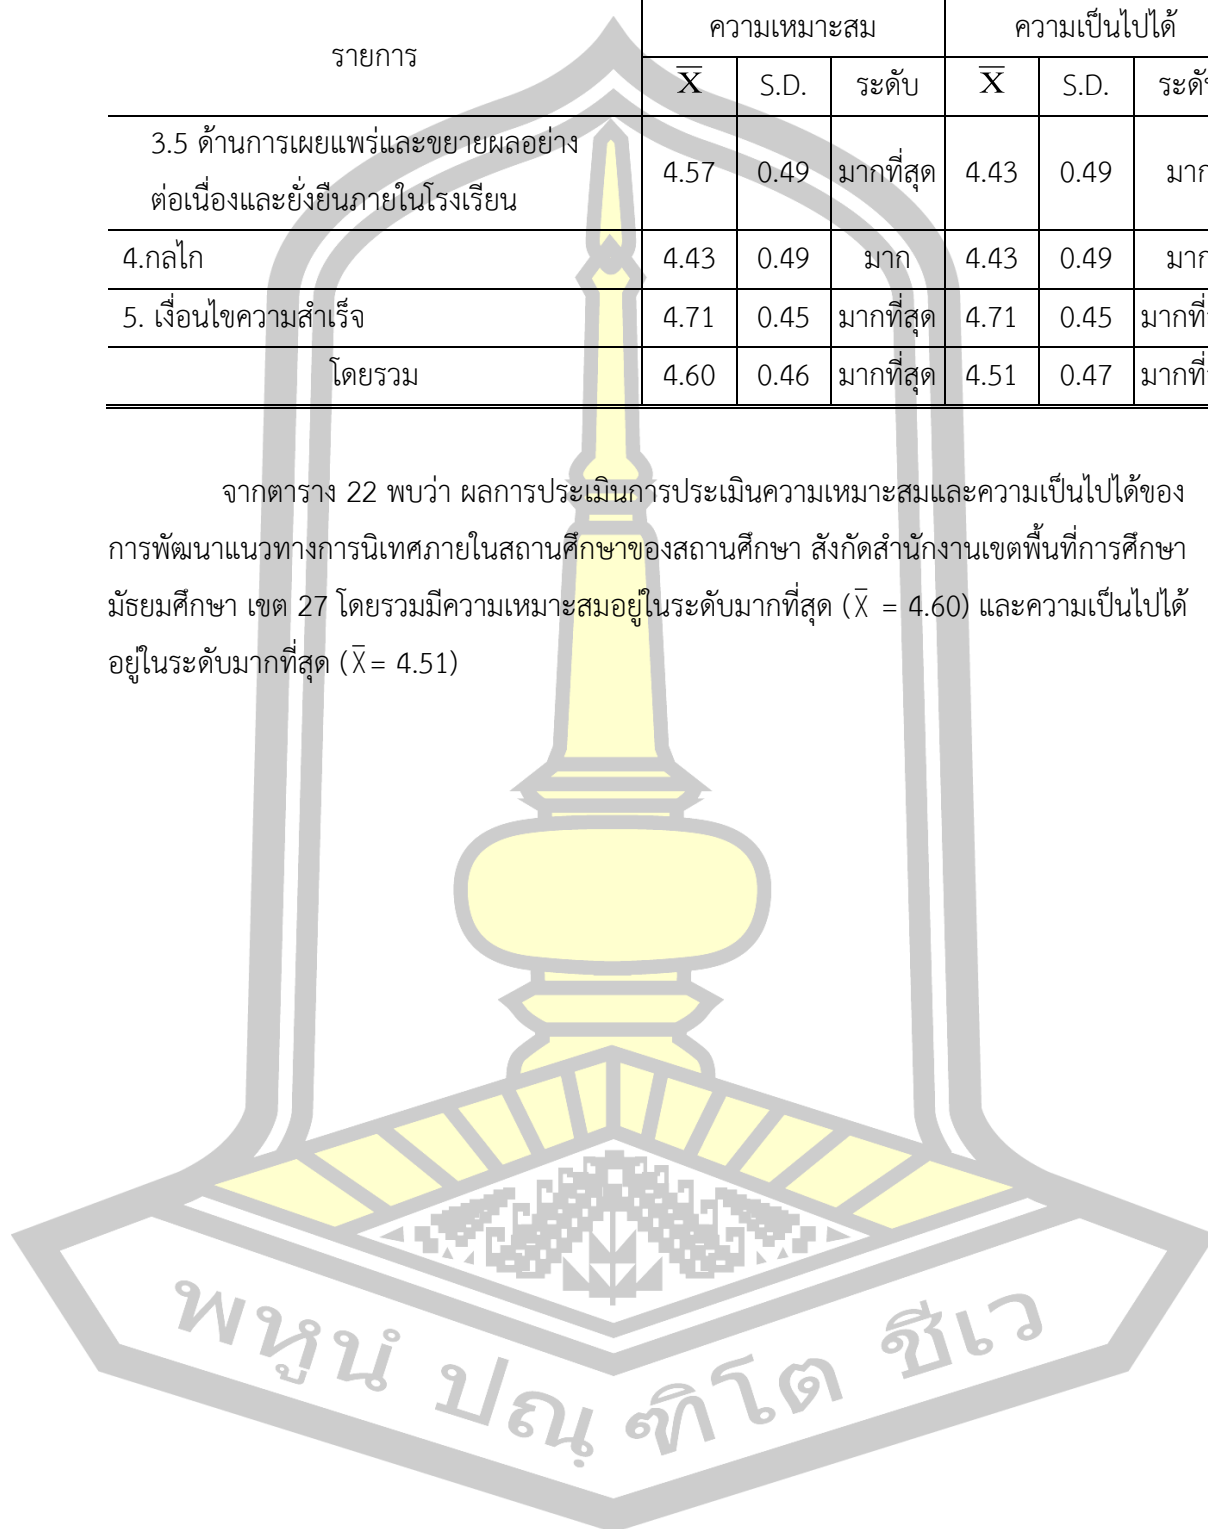 รายการ ความเหมาะสม ความเป็นไปได้
X̅ S.D. ระดับ X̅ S.D. ระดับ
3.5 ด้านการเผยแพร่และขยายผลอย่าง
ต่อเนื่องและยั่งยืนภายในโรงเรียน 4.57 0.49 มากที่สุด 4.43 0.49 มาก
4.กลไก 4.43 0.49 มาก 4.43 0.49 มาก
5. เงื่อนไขความสำเร็จ 4.71 0.45 มากที่สุด 4.71 0.45 มากที่
โดยรวม 4.60 0.46 มากที่สุด 4.51 0.47 มากที่
จากตาราง 22 พบว่า ผลการประเมินการประเมินความเหมาะสมและความเป็นไปได้ของ
การพัฒนาแนวทางการนิเทศภายในสถานศึกษาของสถานศึกษา สังกัดสำนักงานเขตพื้นที่การศึกษา
มัธยมศึกษา เขต 27 โดยรวมมีความเหมาะสมอยู่ในระดับมากที่สุด (X̅ = 4.60) และความเป็นไปได้
อยู่ในระดับมากที่สุด (X̅ = 4.51)
พหูนํ ปณฺฑิโต ชีเว